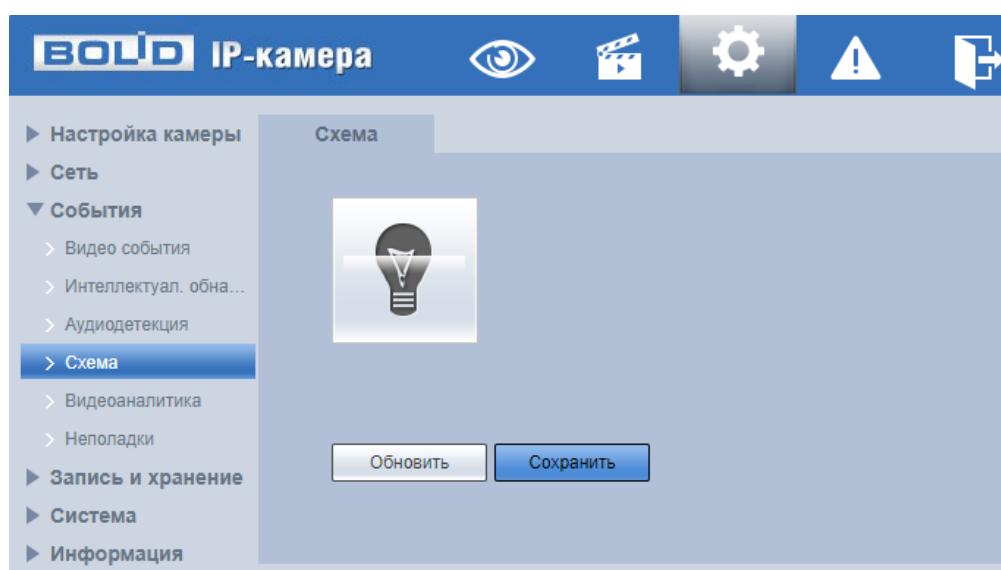 BOLID IP-камера
Настройка камеры
Сеть
События
Видео события
Интеллектуал. обна...
Аудиодетекция
Схема
Видеоаналитика
Неполадки
Запись и хранение
Система
Информация
Схема
Обновить
Сохранить